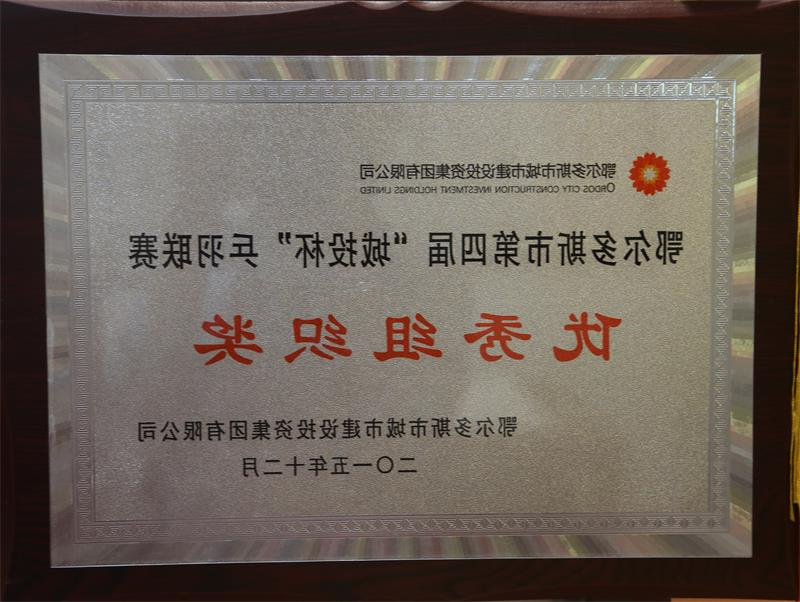 鄂尔多斯市城市建设投资集团有限公司
ORDOS CITY CONSTRUCTION INVESTMENT HOLDINGS LIMITED
鄂尔多斯市第四届“城投杯”乒羽联赛
优秀组织奖
鄂尔多斯市城市建设投资集团有限公司
二〇一五年十二月